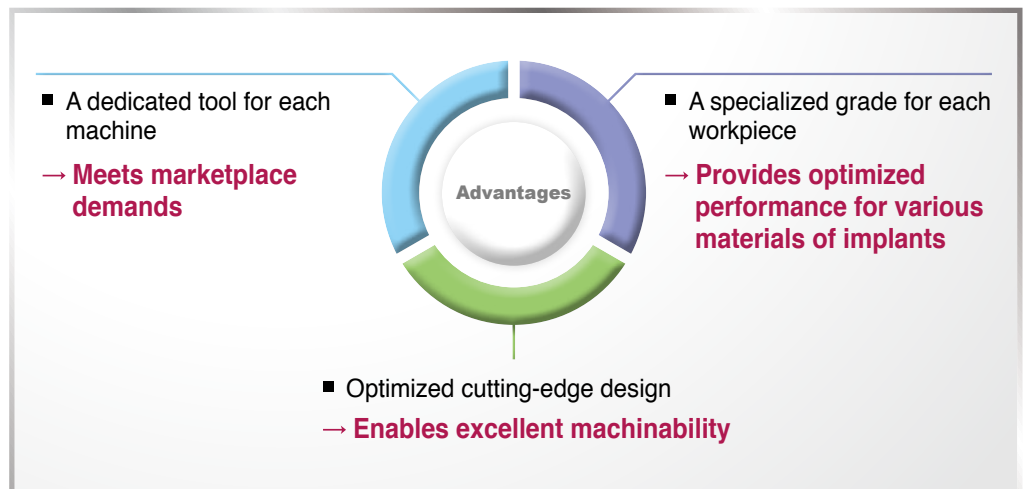 ■ A dedicated tool for each
machine
→ Meets marketplace
demands
Advantages
■ A specialized grade for each
workpiece
→ Provides optimized
performance for various
materials of implants
■ Optimized cutting-edge design
→ Enables excellent machinability